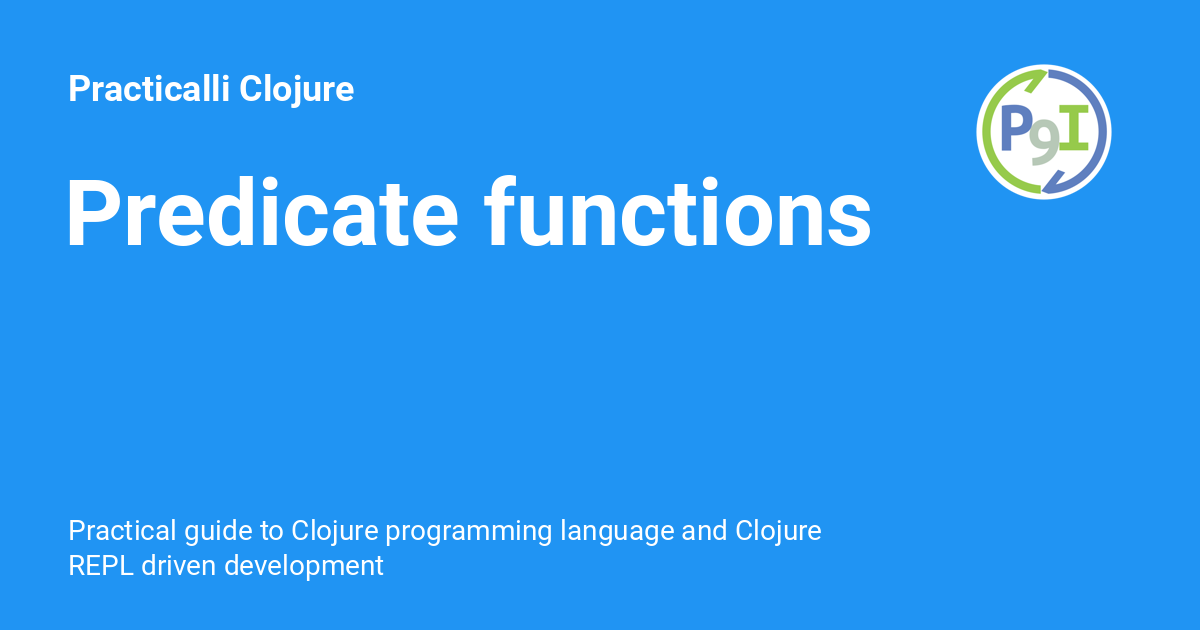 Practicalli Clojure
P9I
Predicate functions
Practical guide to Clojure programming language and Clojure
REPL driven development